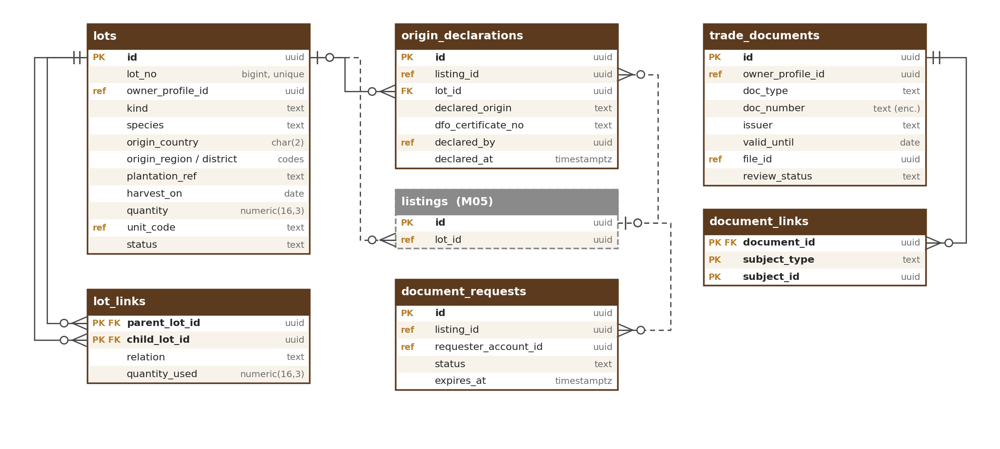 lots
PK id uuid
lot_no bigint, unique
ref owner_profile_id uuid
kind text
species text
origin_country char(2)
origin_region / district codes
plantation_ref text
harvest_on date
quantity numeric(16,3)
ref unit_code text
status text
lot_links
PK FK parent_lot_id uuid
PK FK child_lot_id uuid
relation text
quantity_used numeric(16,3)
origin_declarations
PK id uuid
ref listing_id uuid
FK lot_id uuid
declared_origin text
dfo_certificate_no text
ref declared_by uuid
declared_at timestamptz
listings (M05)
PK id uuid
ref lot_id uuid
document_requests
PK id uuid
ref listing_id uuid
ref requester_account_id uuid
status text
expires_at timestamptz
trade_documents
PK id uuid
ref owner_profile_id uuid
doc_type text
doc_number text (enc.)
issuer text
valid_until date
ref file_id uuid
review_status text
document_links
PK FK document_id uuid
PK subject_type text
PK subject_id uuid